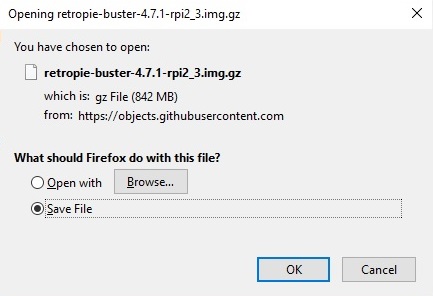 Opening retropie-buster-4.7.1-rpi2_3.img.gz
You have chosen to open:
retropie-buster-4.7.1-rpi2_3.img.gz
which is: gz File (842 MB)
from: https://objects.githubusercontent.com
What should Firefox do with this file?
Open with Browse...
Save File
OK Cancel